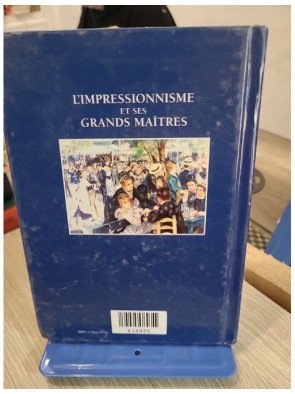 L'IMPRESSIONNISME
ET SES
GRANDS MAÎTRES